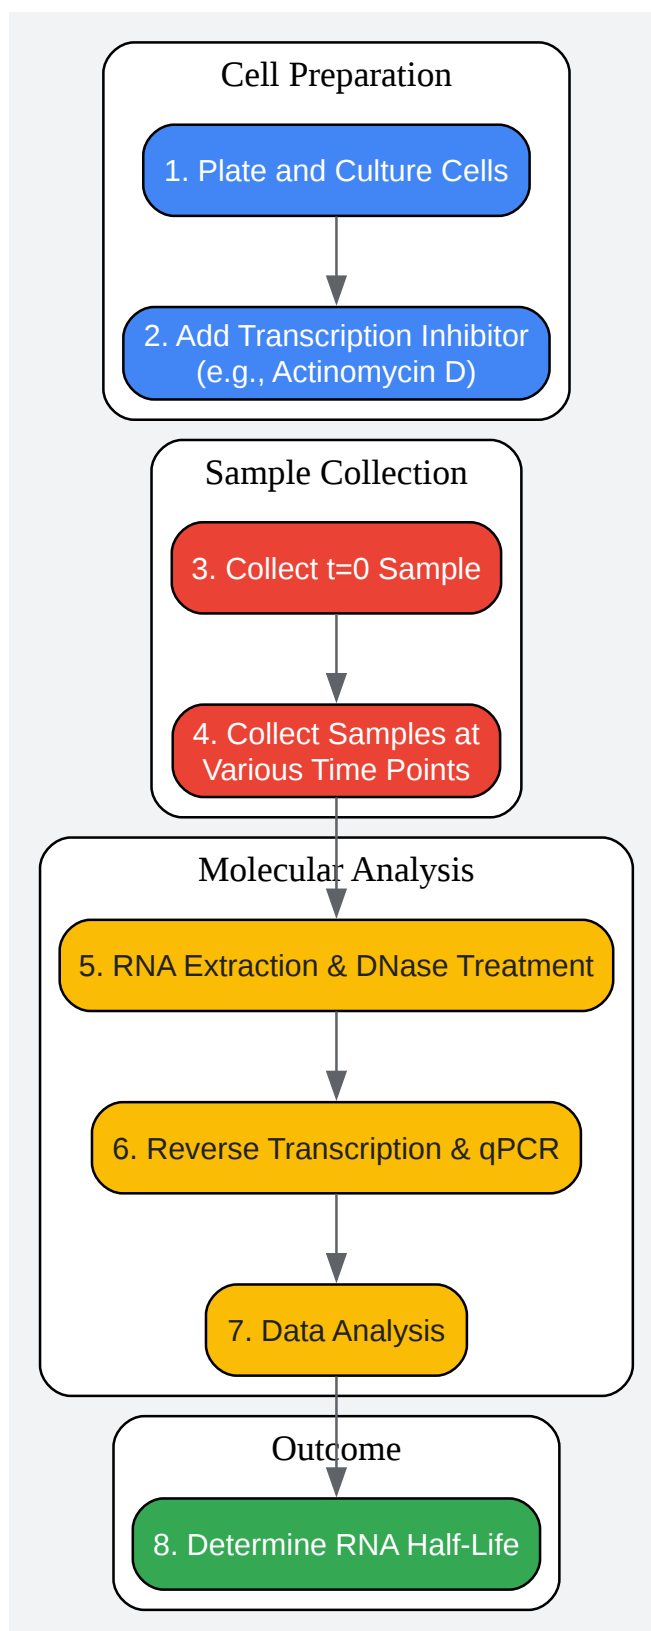 Cell Preparation
1. Plate and Culture Cells
2. Add Transcription Inhibitor
(e.g., Actinomycin D)
Sample Collection
3. Collect t=0 Sample
4. Collect Samples at
Various Time Points
Molecular Analysis
5. RNA Extraction & DNase Treatment
6. Reverse Transcription & qPCR
7. Data Analysis
Outcome
8. Determine RNA Half-Life